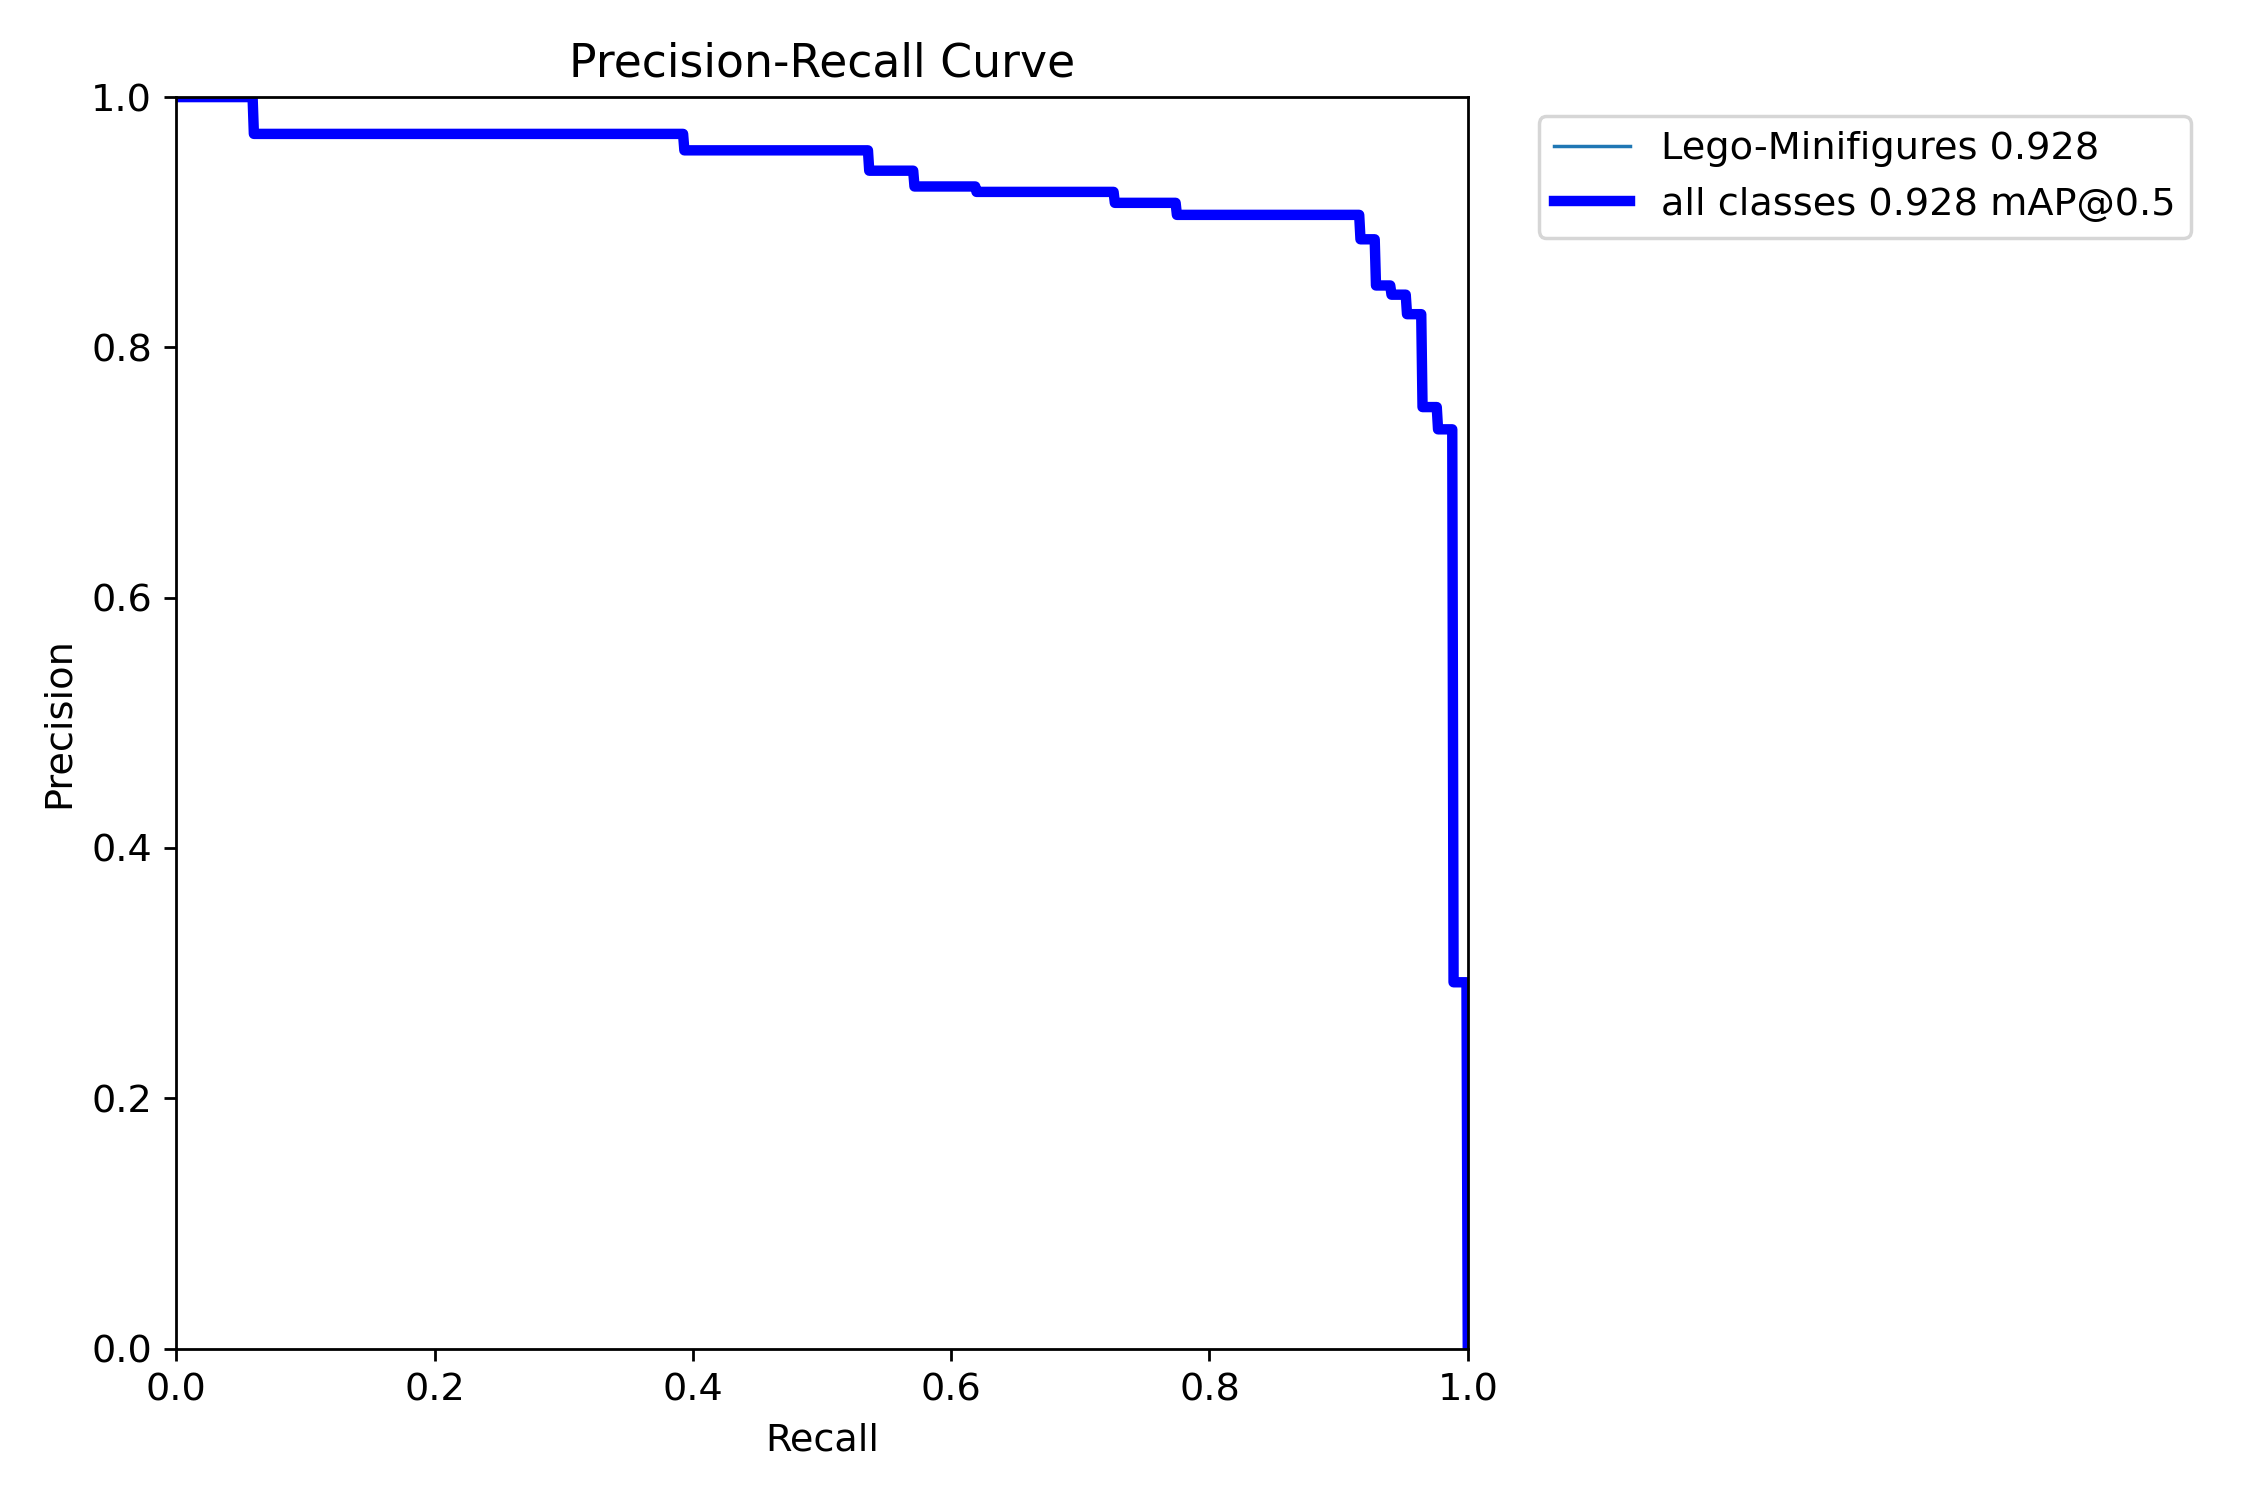 Precision-Recall Curve
1.0
0.8
0.6
0.4
0.2
0.0
Precision
0.0 0.2 0.4 0.6 0.8 1.0
Recall
Lego-Minifigures 0.928
all classes 0.928 mAP@0.5